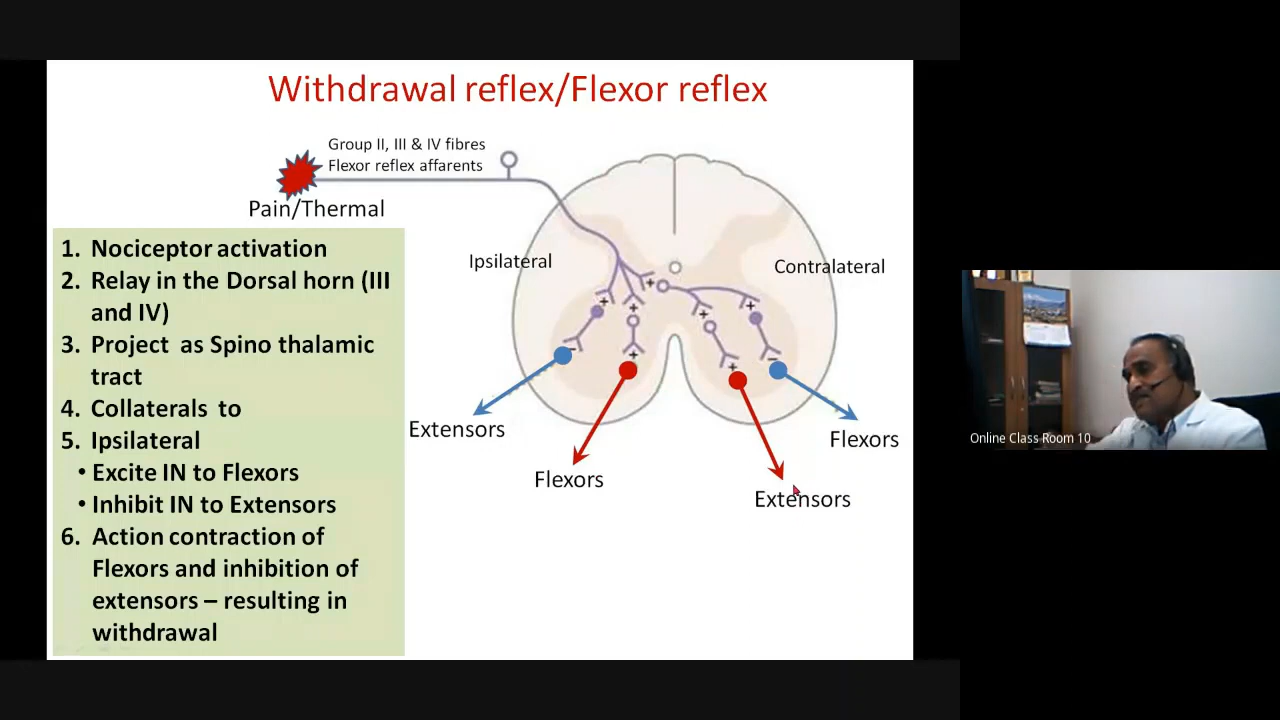 Withdrawal reflex/Flexor reflex
Group II, III & IV fibres
Flexor reflex affarents
Pain/Thermal
1. Nociceptor activation
2. Relay in the Dorsal horn (III
and IV)
3. Project as Spino thalamic
tract
4. Collaterals to
5. Ipsilateral
• Excite IN to Flexors
• Inhibit IN to Extensors
6. Action contraction of
Flexors and inhibition of
extensors – resulting in
withdrawal
Ipsilateral
Contralateral
+
+
+
+
+
+
+
-
-
Extensors
Flexors
Flexors
Extensors
Online Class Room 10